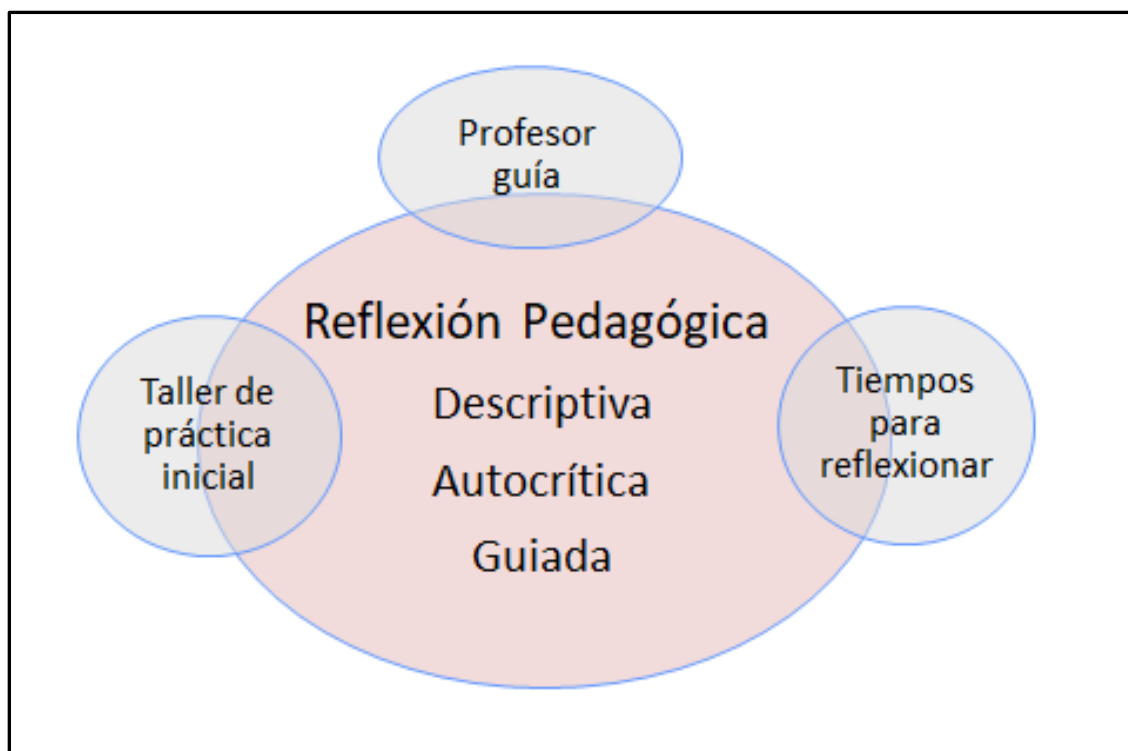 Profesor
guía
Reflexión Pedagógica
Descriptiva
Autocrítica
Guiada
Taller de
práctica
inicial
Tiempos
para
reflexionar